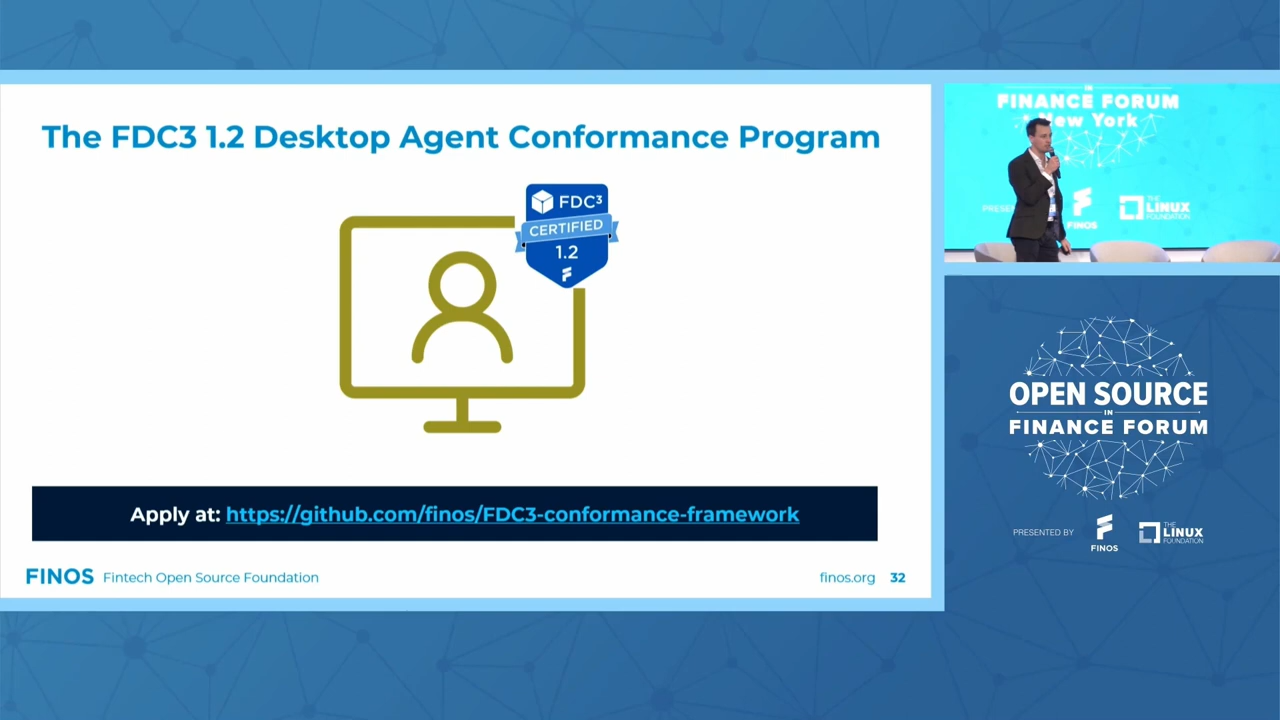 The FDC3 1.2 Desktop Agent Conformance Program
FDC³
CERTIFIED
1.2
Apply at: https://github.com/finos/FDC3-conformance-framework
FINOS Fintech Open Source Foundation
finos.org 32
IN
FINANCE FORUM
New York
FINOS
THE
LINUX
FOUNDATION
OPEN SOURCE
IN
FINANCE FORUM
PRESENTED BY
FINOS
THE
LINUX
FOUNDATION